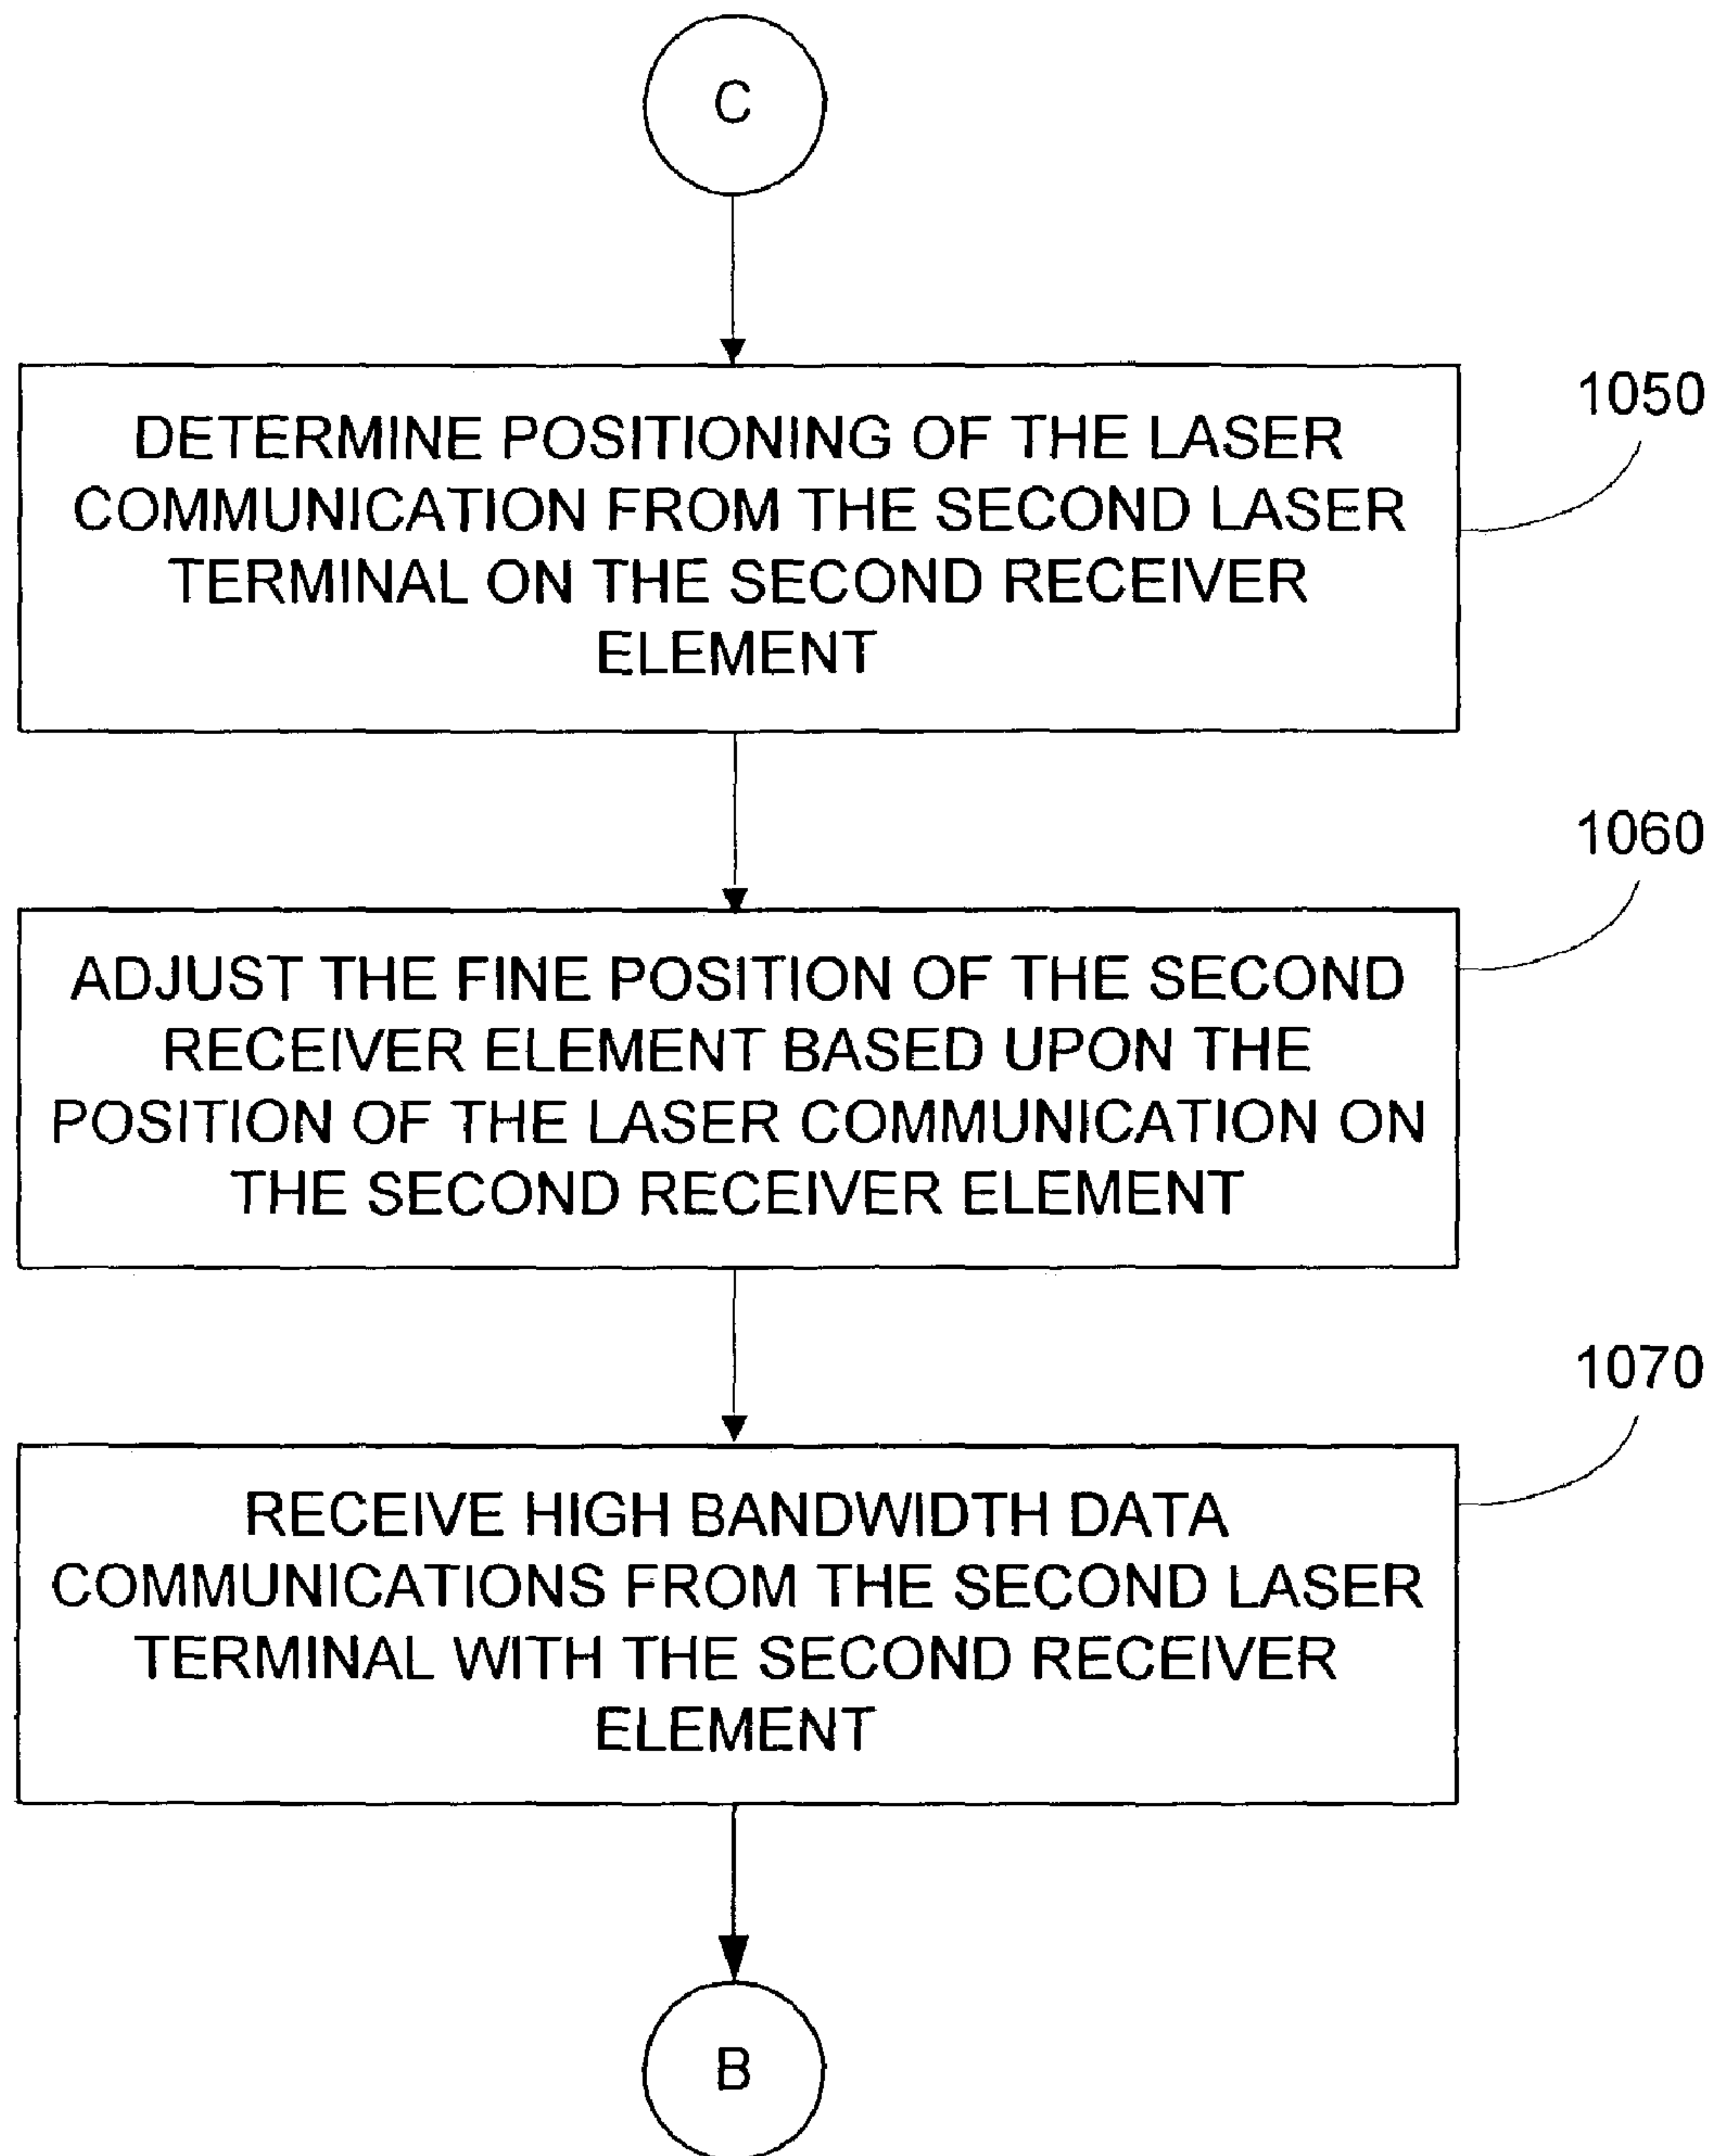 C
1050
DETERMINE POSITIONING OF THE LASER
COMMUNICATION FROM THE SECOND LASER
TERMINAL ON THE SECOND RECEIVER
ELEMENT
1060
ADJUST THE FINE POSITION OF THE SECOND
RECEIVER ELEMENT BASED UPON THE
POSITION OF THE LASER COMMUNICATION ON
THE SECOND RECEIVER ELEMENT
1070
RECEIVE HIGH BANDWIDTH DATA
COMMUNICATIONS FROM THE SECOND LASER
TERMINAL WITH THE SECOND RECEIVER
ELEMENT
B